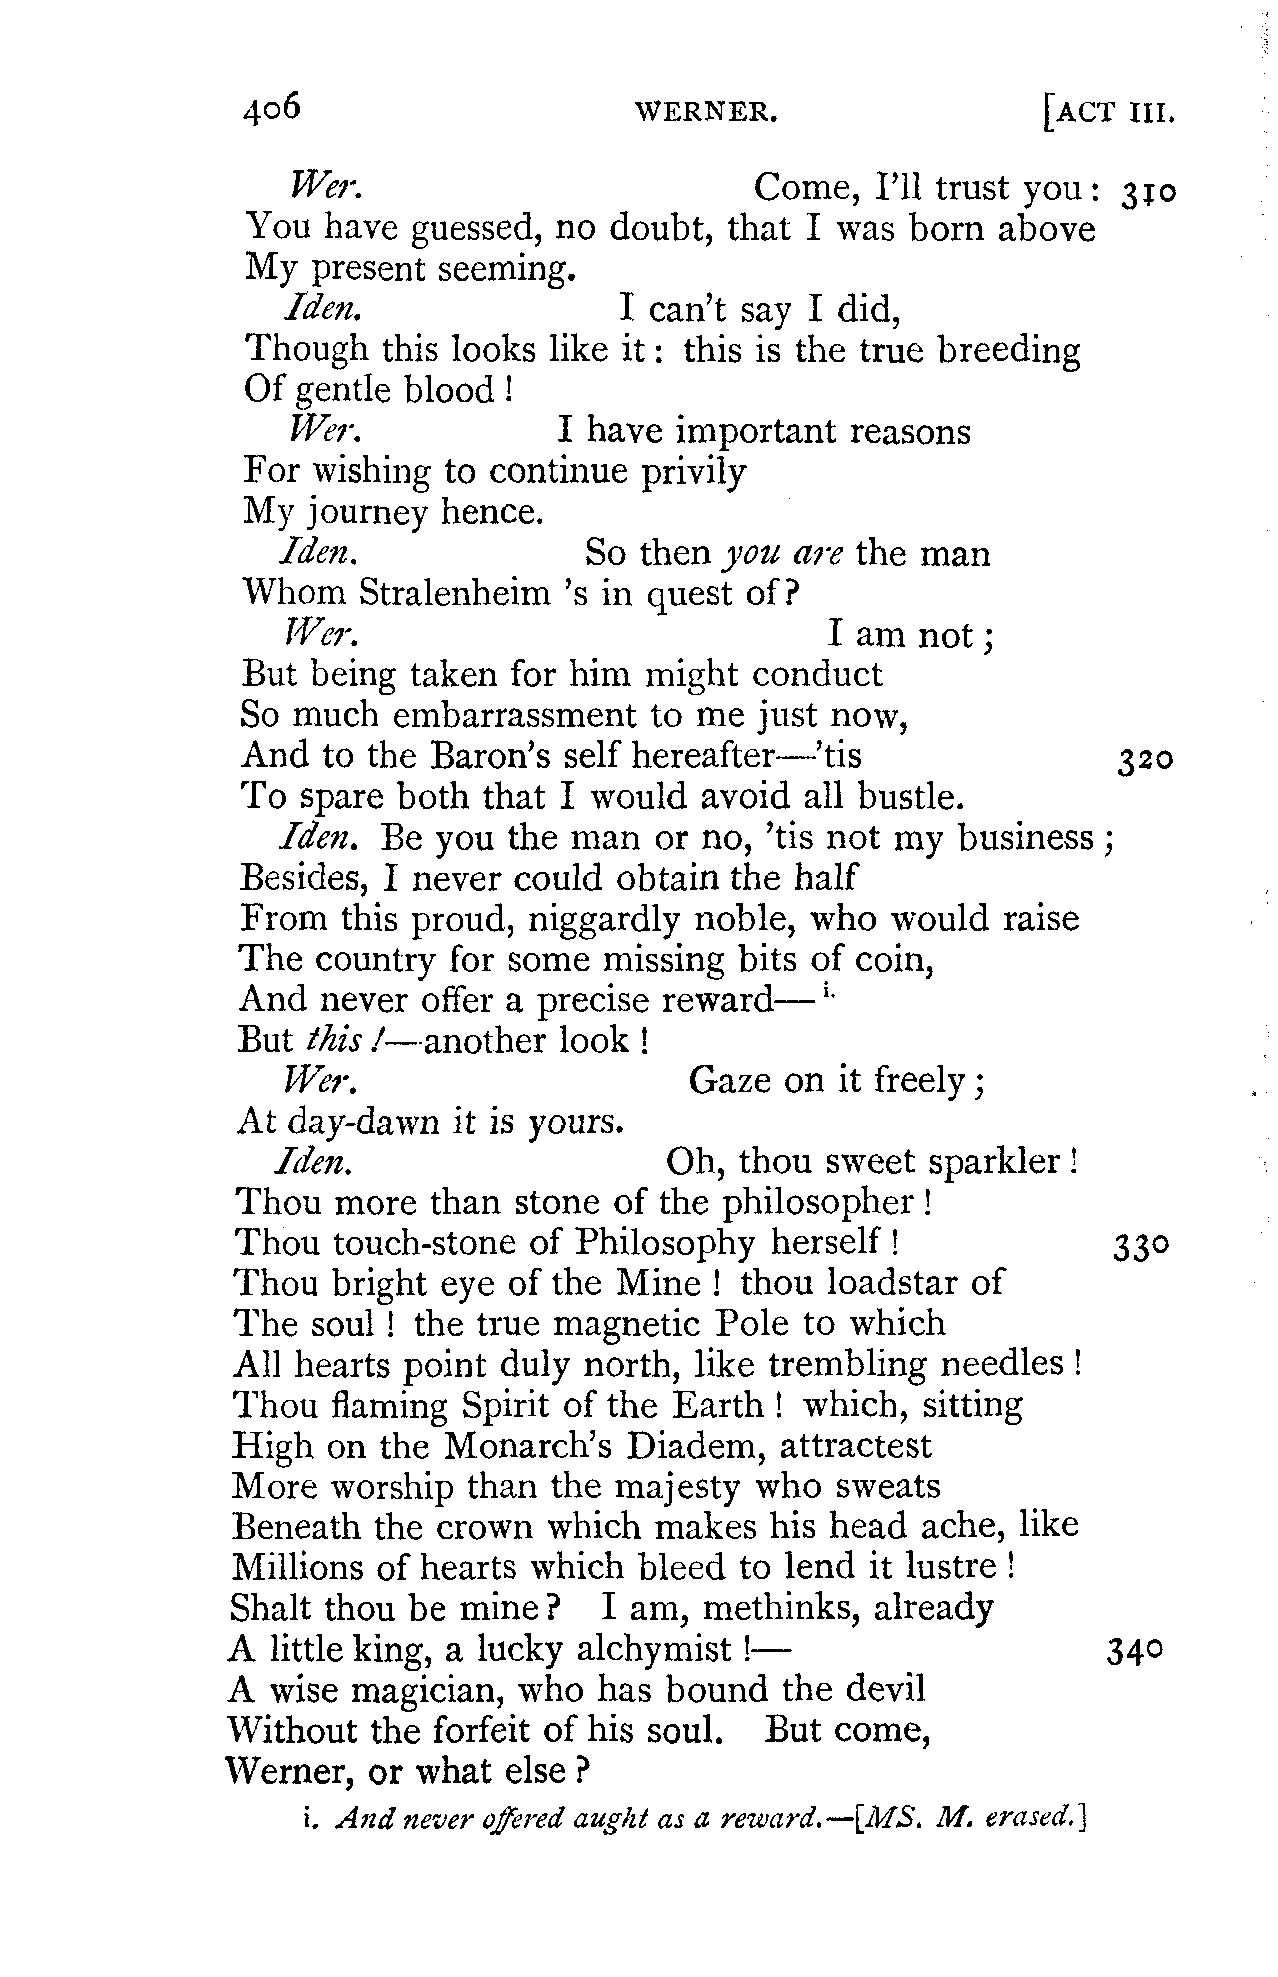 406 WERNER. [ACT III.
Wer. Come, I'll trust you: 310
You have guessed, no doubt, that I was born above
My present seeming.
Iden. I can't say I did,
Though this looks like it: this is the true breeding
Of gentle blood!
Wer. I have important reasons
For wishing to continue privily
My journey hence.
Iden. So then you are the man
Whom Stralenheim 's in quest of?
Wer. I am not;
But being taken for him might conduct
So much embarrassment to me just now,
And to the Baron's self hereafter—'tis 320
To spare both that I would avoid all bustle.
Iden. Be you the man or no, 'tis not my business;
Besides, I never could obtain the half
From this proud, niggardly noble, who would raise
The country for some missing bits of coin,
And never offer a precise reward— i.
But this!—another look!
Wer. Gaze on it freely;
At day-dawn it is yours.
Iden. Oh, thou sweet sparkler!
Thou more than stone of the philosopher!
Thou touch-stone of Philosophy herself! 330
Thou bright eye of the Mine! thou loadstar of
The soul! the true magnetic Pole to which
All hearts point duly north, like trembling needles!
Thou flaming Spirit of the Earth! which, sitting
High on the Monarch's Diadem, attractest
More worship than the majesty who sweats
Beneath the crown which makes his head ache, like
Millions of hearts which bleed to lend it lustre!
Shalt thou be mine? I am, methinks, already
A little king, a lucky alchymist!— 340
A wise magician, who has bound the devil
Without the forfeit of his soul. But come,
Werner, or what else?
i. And never offered aught as a reward.—[MS. M. erased.]